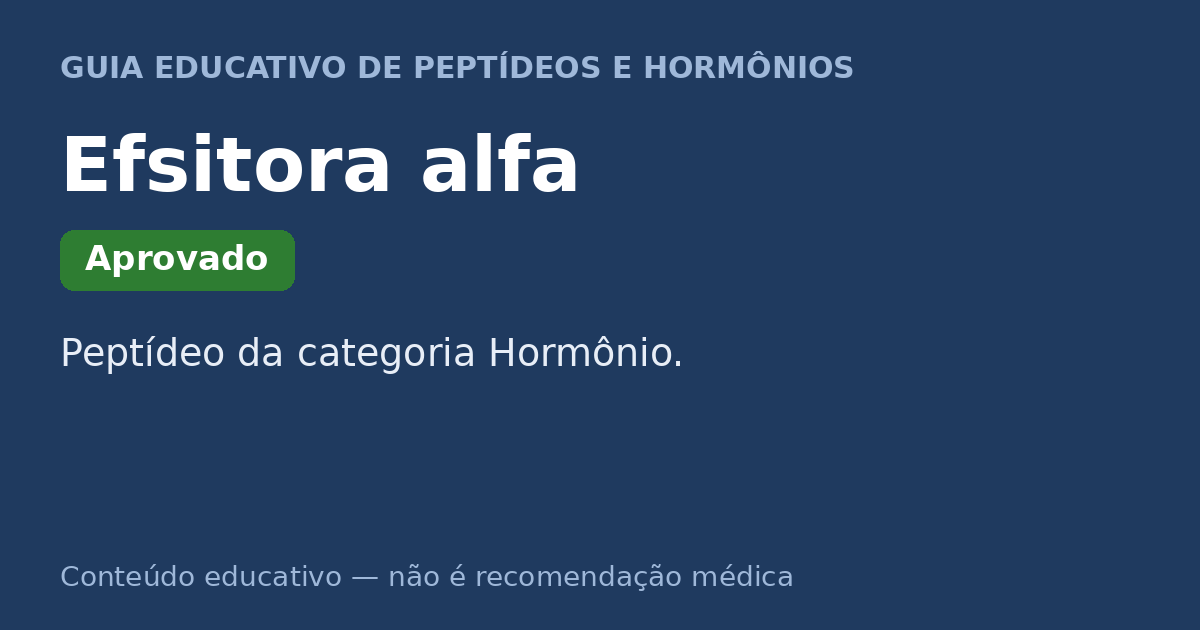 GUIA EDUCATIVO DE PEPTÍDEOS E HORMÔNIOS
Efsitora alfa
Aprovado
Peptídeo da categoria Hormônio.
Conteúdo educativo — não é recomendação médica